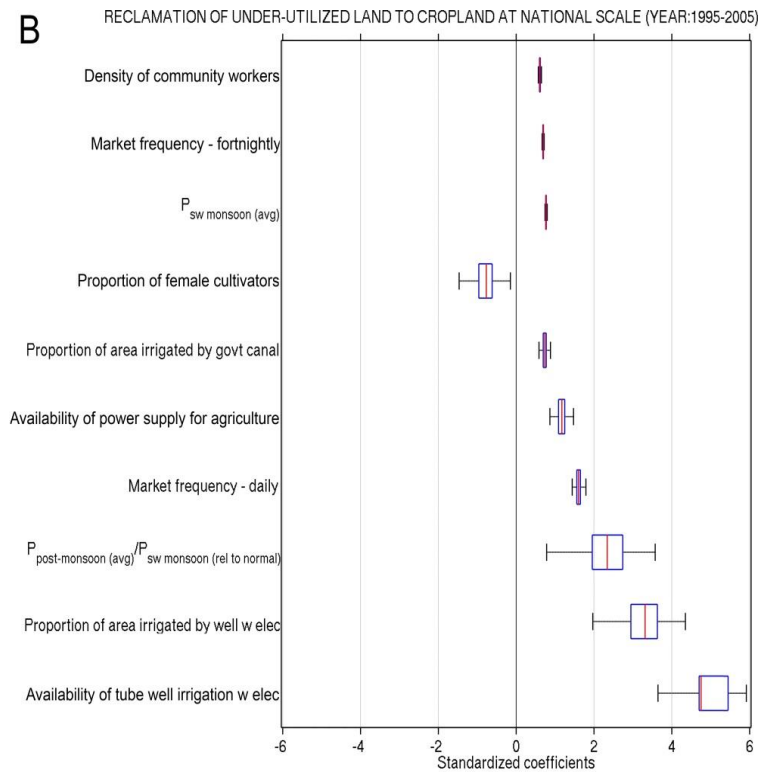 B
RECLAMATION OF UNDER-UTILIZED LAND TO CROPLAND AT NATIONAL SCALE (YEAR:1995-2005)
Density of community workers
Market frequency - fortnightly
P sw monsoon (avg)
Proportion of female cultivators
Proportion of area irrigated by govt canal
Availability of power supply for agriculture
Market frequency - daily
P post-monsoon (avg)/P sw monsoon (rel to normal)
Proportion of area irrigated by well w elec
Availability of tube well irrigation w elec
-6 -4 -2 0 2 4 6
Standardized coefficients